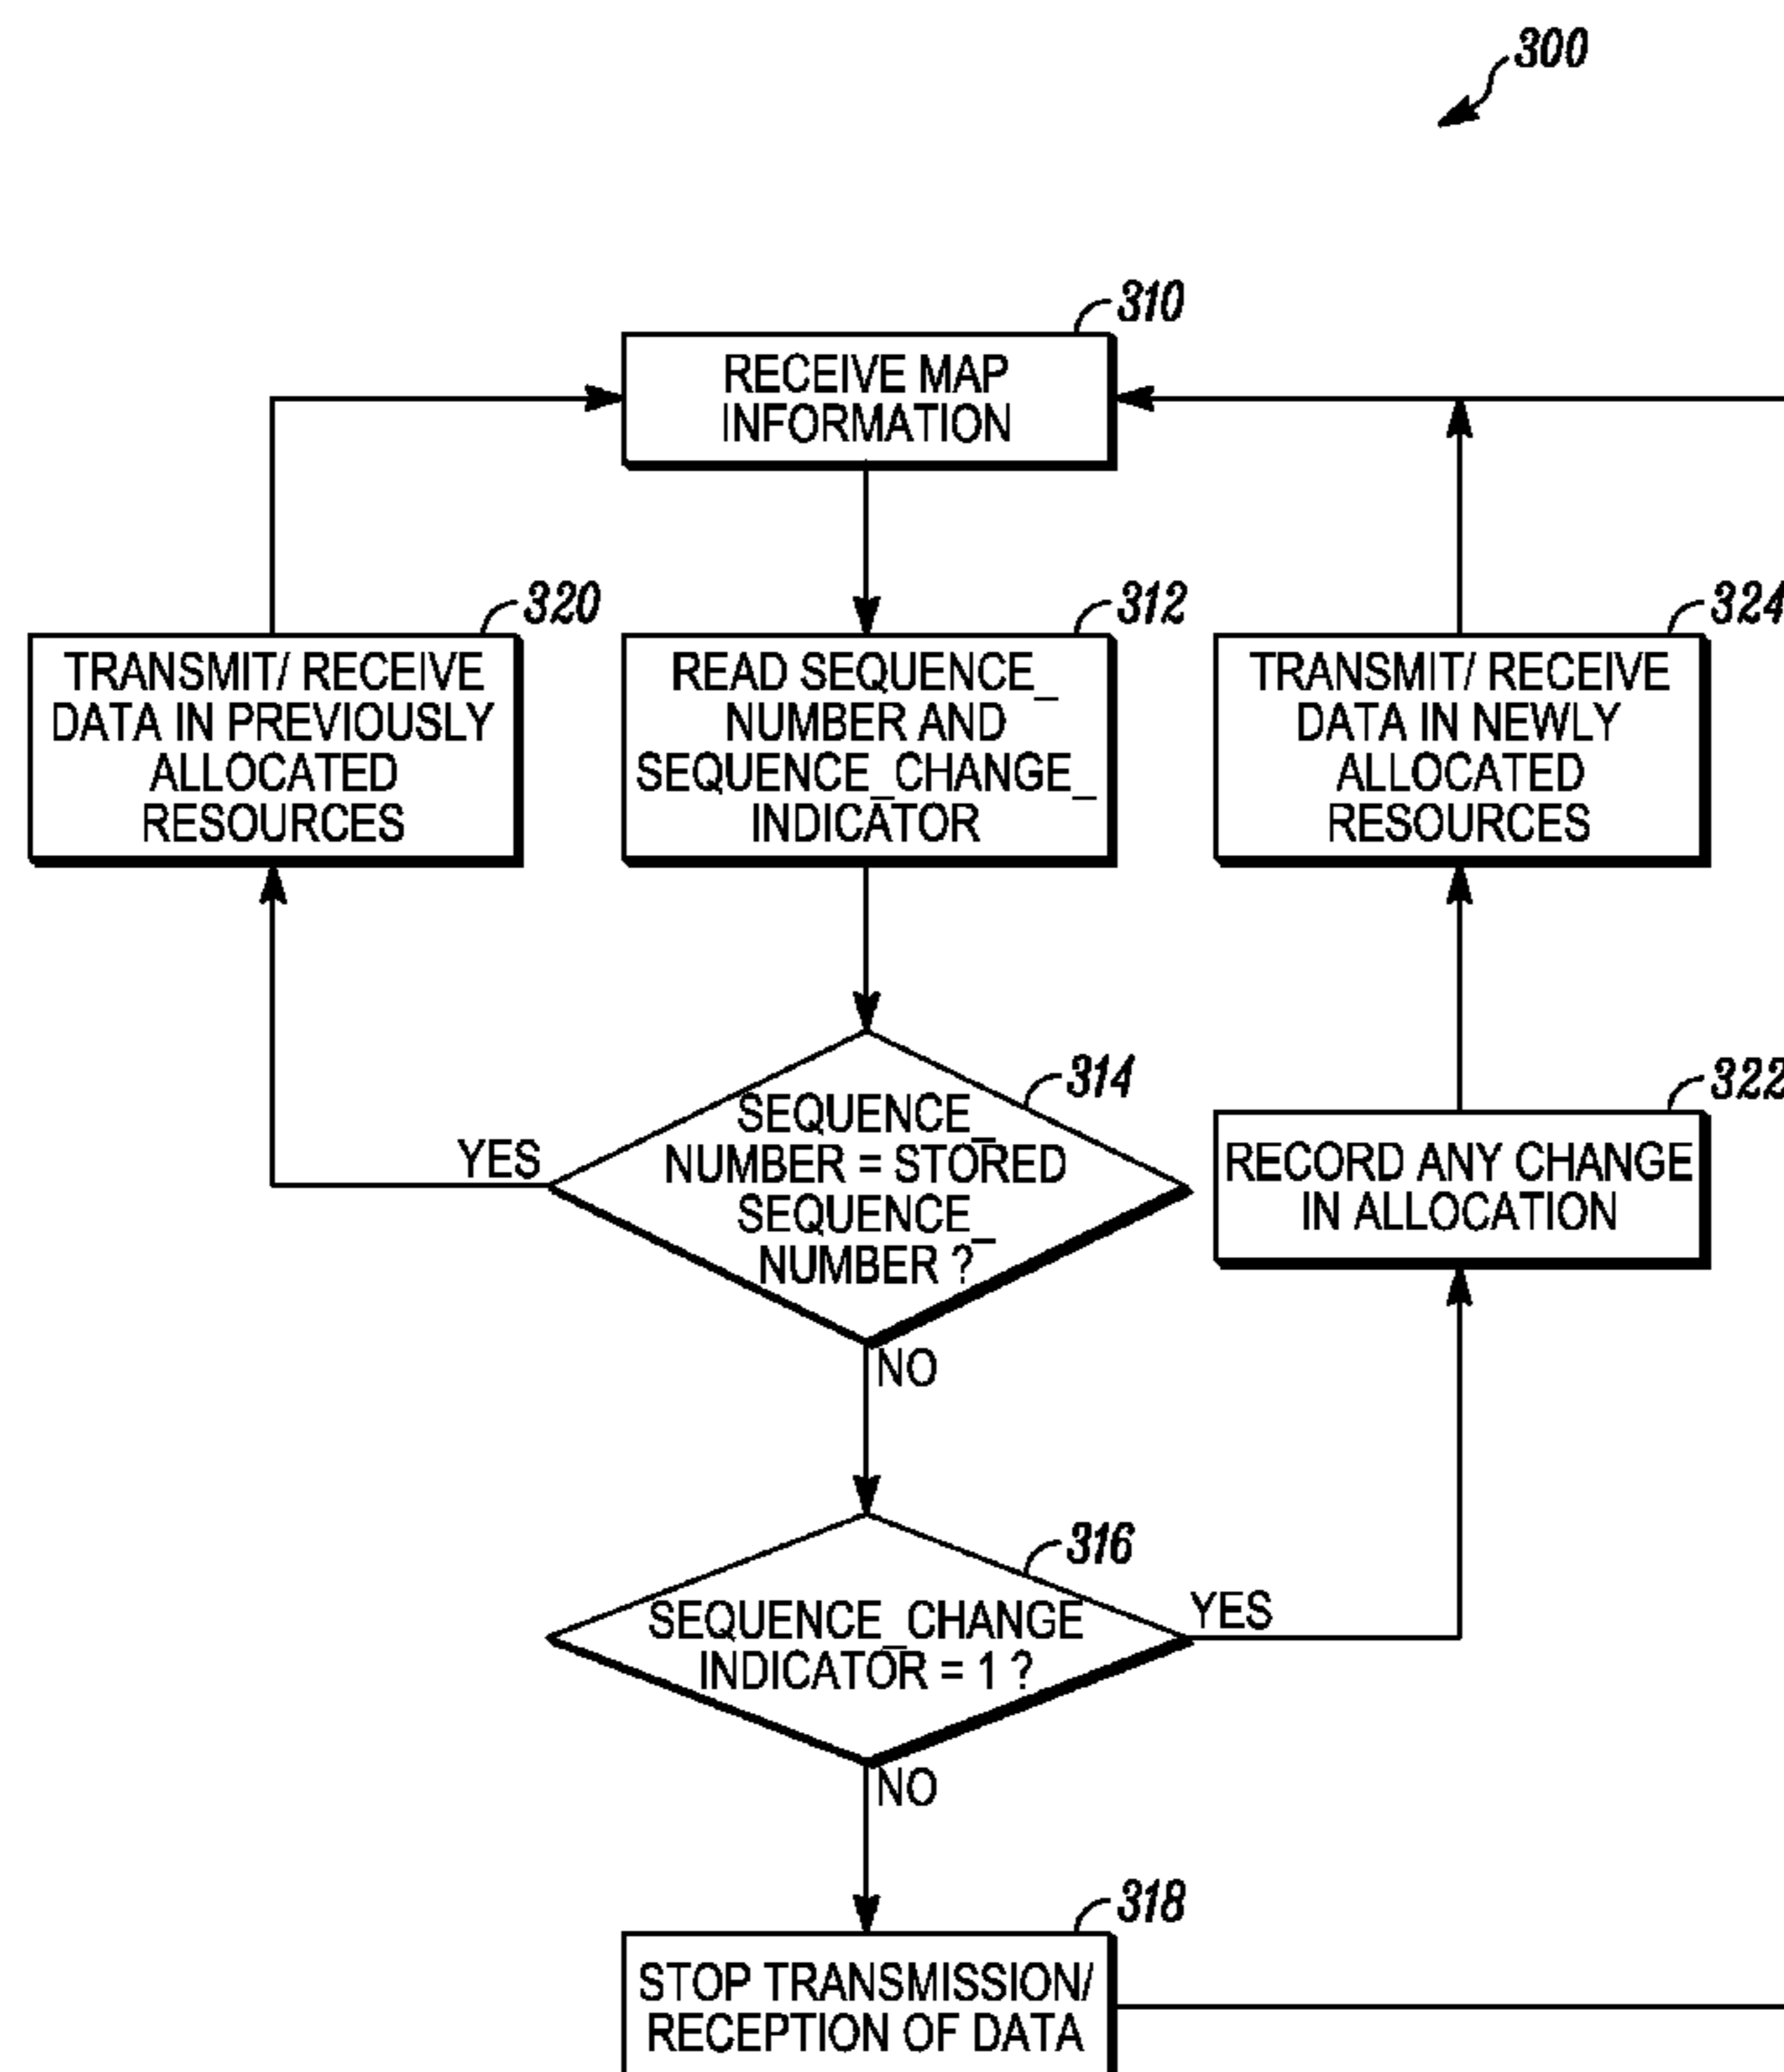 300
310
RECEIVE MAP
INFORMATION
320
TRANSMIT/ RECEIVE
DATA IN PREVIOUSLY
ALLOCATED
RESOURCES
312
READ SEQUENCE_
NUMBER AND
SEQUENCE_CHANGE_
INDICATOR
324
TRANSMIT/ RECEIVE
DATA IN NEWLY
ALLOCATED
RESOURCES
314
SEQUENCE_
NUMBER = STORED
SEQUENCE_
NUMBER ?
YES
NO
322
RECORD ANY CHANGE
IN ALLOCATION
316
SEQUENCE_CHANGE
INDICATOR = 1 ?
YES
NO
318
STOP TRANSMISSION/
RECEPTION OF DATA